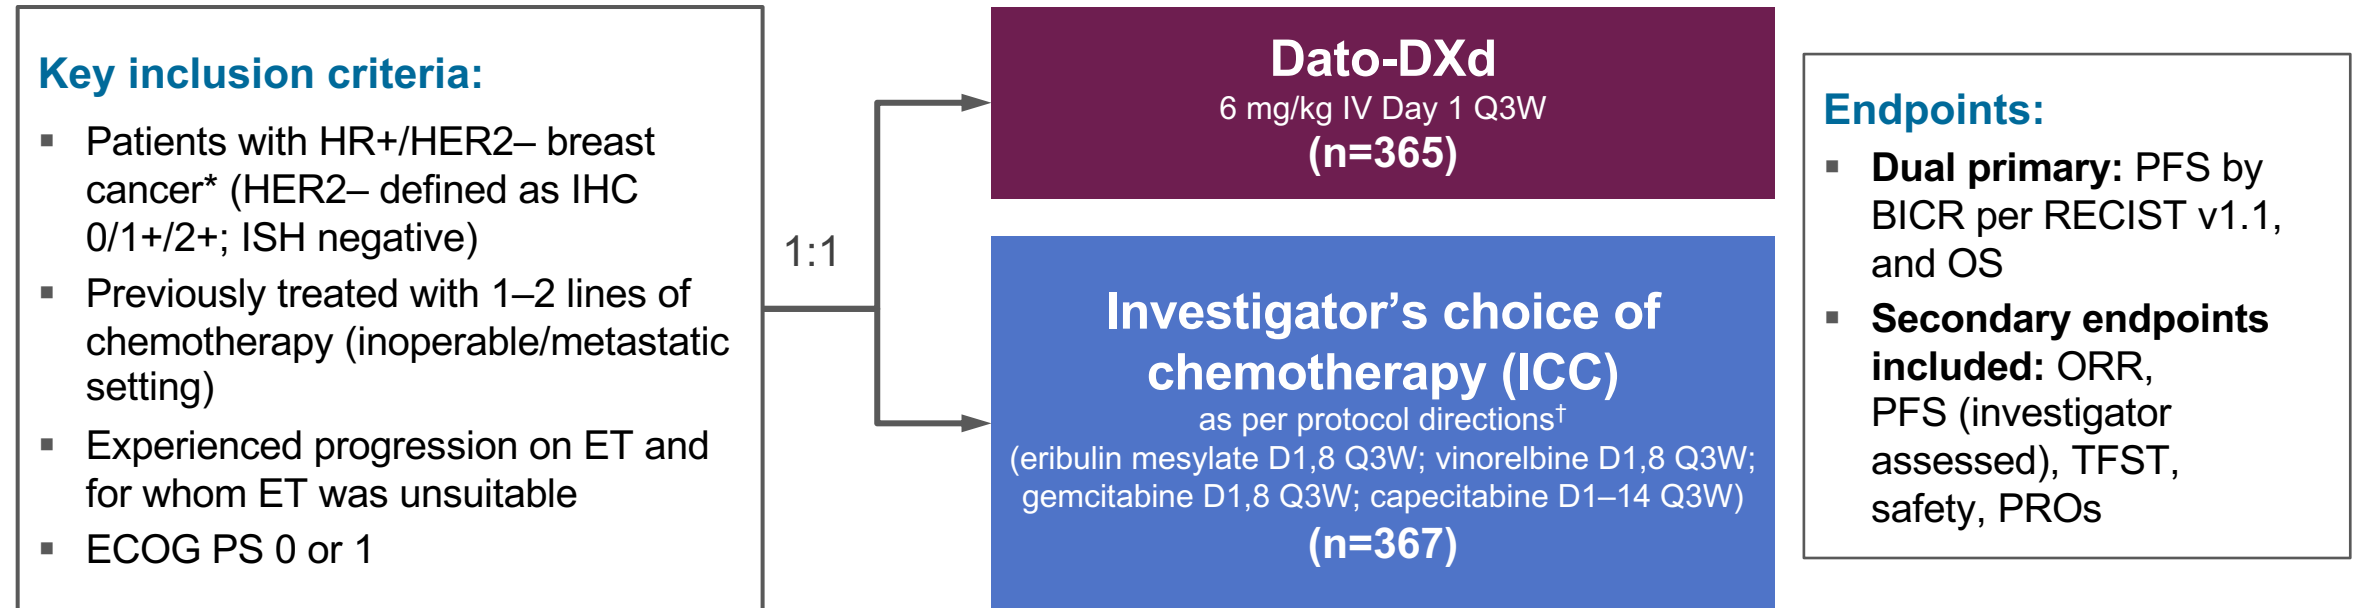 Key inclusion criteria:
▪ Patients with HR+/HER2– breast
cancer* (HER2– defined as IHC
0/1+/2+; ISH negative)
▪ Previously treated with 1–2 lines of
chemotherapy (inoperable/metastatic
setting)
▪ Experienced progression on ET and
for whom ET was unsuitable
▪ ECOG PS 0 or 1
1:1
Dato-DXd
6 mg/kg IV Day 1 Q3W
(n=365)
Investigator’s choice of
chemotherapy (ICC)
as per protocol directions†
(eribulin mesylate D1,8 Q3W; vinorelbine D1,8 Q3W;
gemcitabine D1,8 Q3W; capecitabine D1–14 Q3W)
(n=367)
Endpoints:
▪ Dual primary: PFS by
BICR per RECIST v1.1,
and OS
▪ Secondary endpoints
included: ORR,
PFS (investigator
assessed), TFST,
safety, PROs